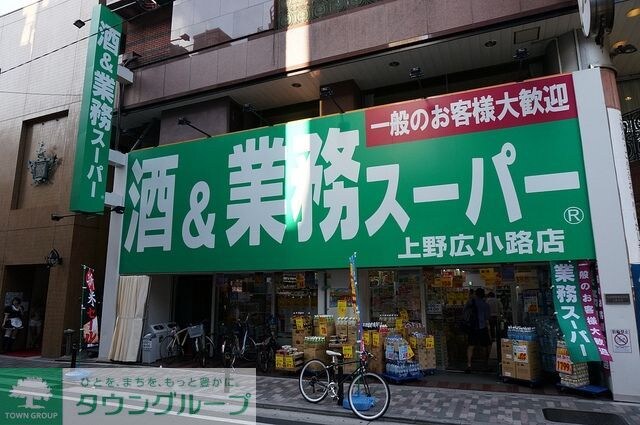 酒&業務スーパー
一般のお客様大歓迎
酒&業務スーパー
®
上野広小路店
業務スーパー
一般のお客様大歓迎
ひとを、まちを、もっと豊かに。
タウングループ
TOWN GROUP